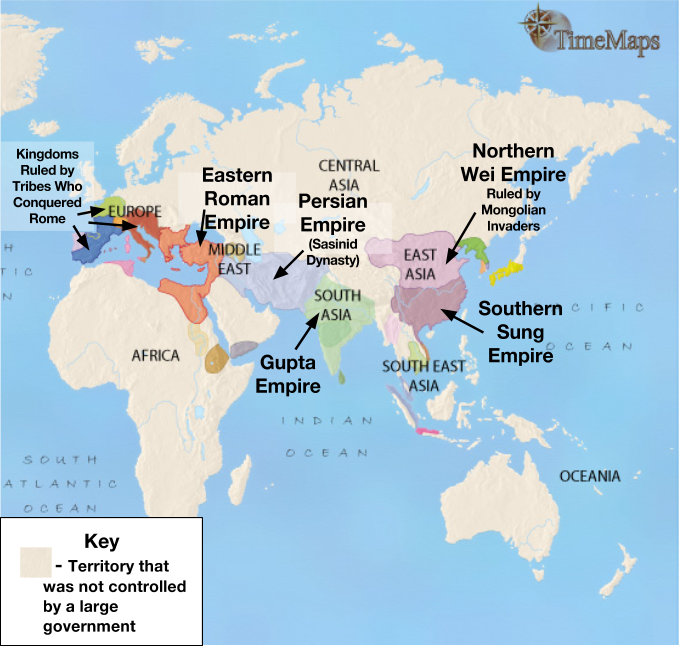 TimeMaps
Kingdoms
Ruled by
Tribes Who
Conquered
Rome
EUROPE
Eastern
Roman
Empire
CENTRAL
ASIA
Persian
Empire
(Sasinid
Dynasty)
Northern
Wei Empire
Ruled by
Mongolian
Invaders
MIDDLE
EAST
EAST
ASIA
H
TIC
N
SOUTH
ASIA
Southern
Sung
Empire
CIFIC
OCEAN
AFRICA
Gupta
Empire
SOUTH EAST
ASIA
INDIAN
OCEAN
SOUTH
ATLANTIC
OCEAN
OCEANIA
Key
- Territory that
was not controlled
by a large
government